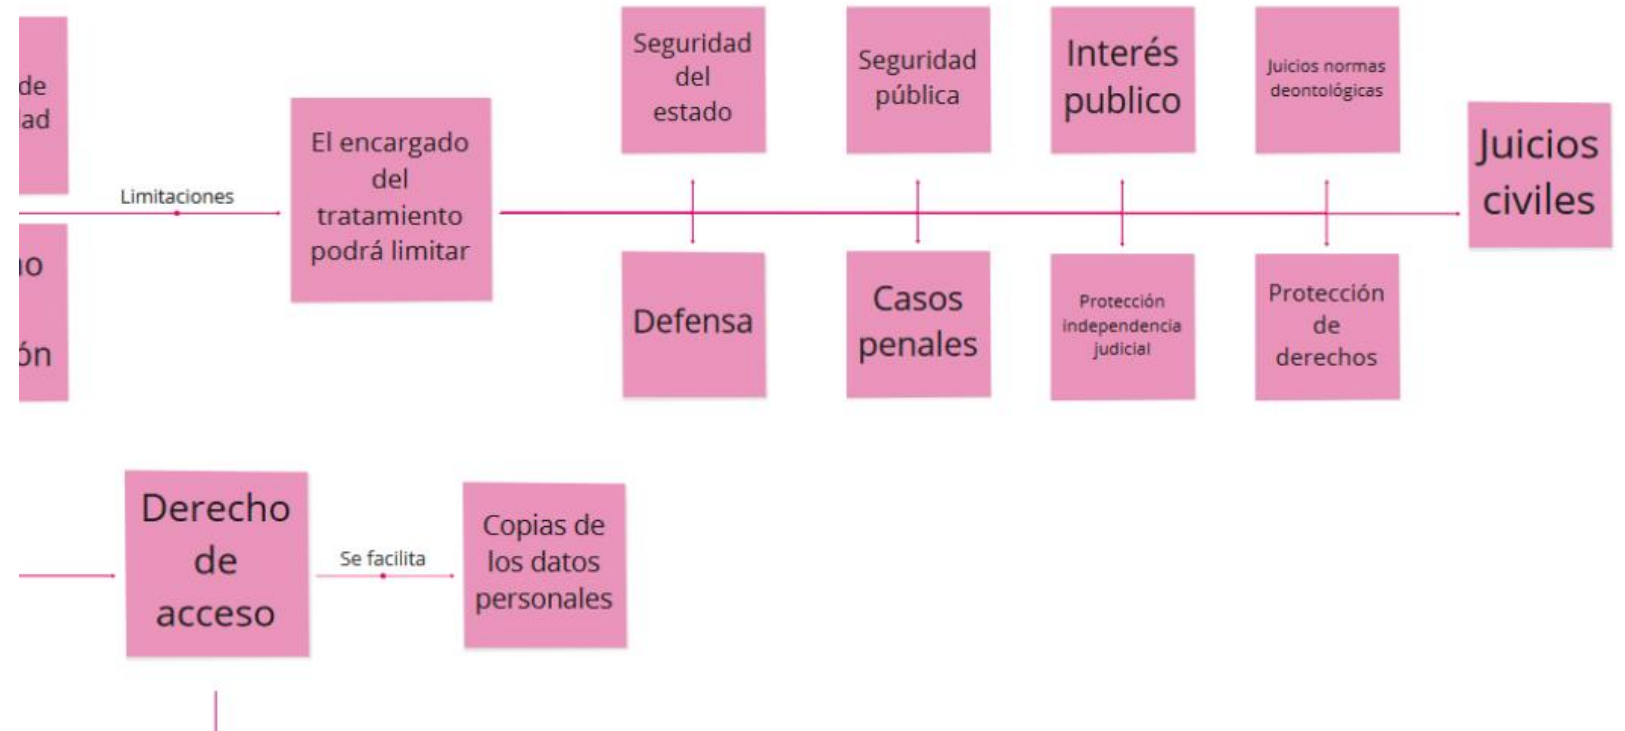 de
ad
Limitaciones
no
ón
El encargado
del
tratamiento
podrá limitar
Seguridad
del
estado
Seguridad
pública
Interés
publico
Juicios normas
deontológicas
Juicios
civiles
Defensa
Casos
penales
Protección
independencia
judicial
Protección
de
derechos
Derecho
de
acceso
Se facilita
Copias de
los datos
personales